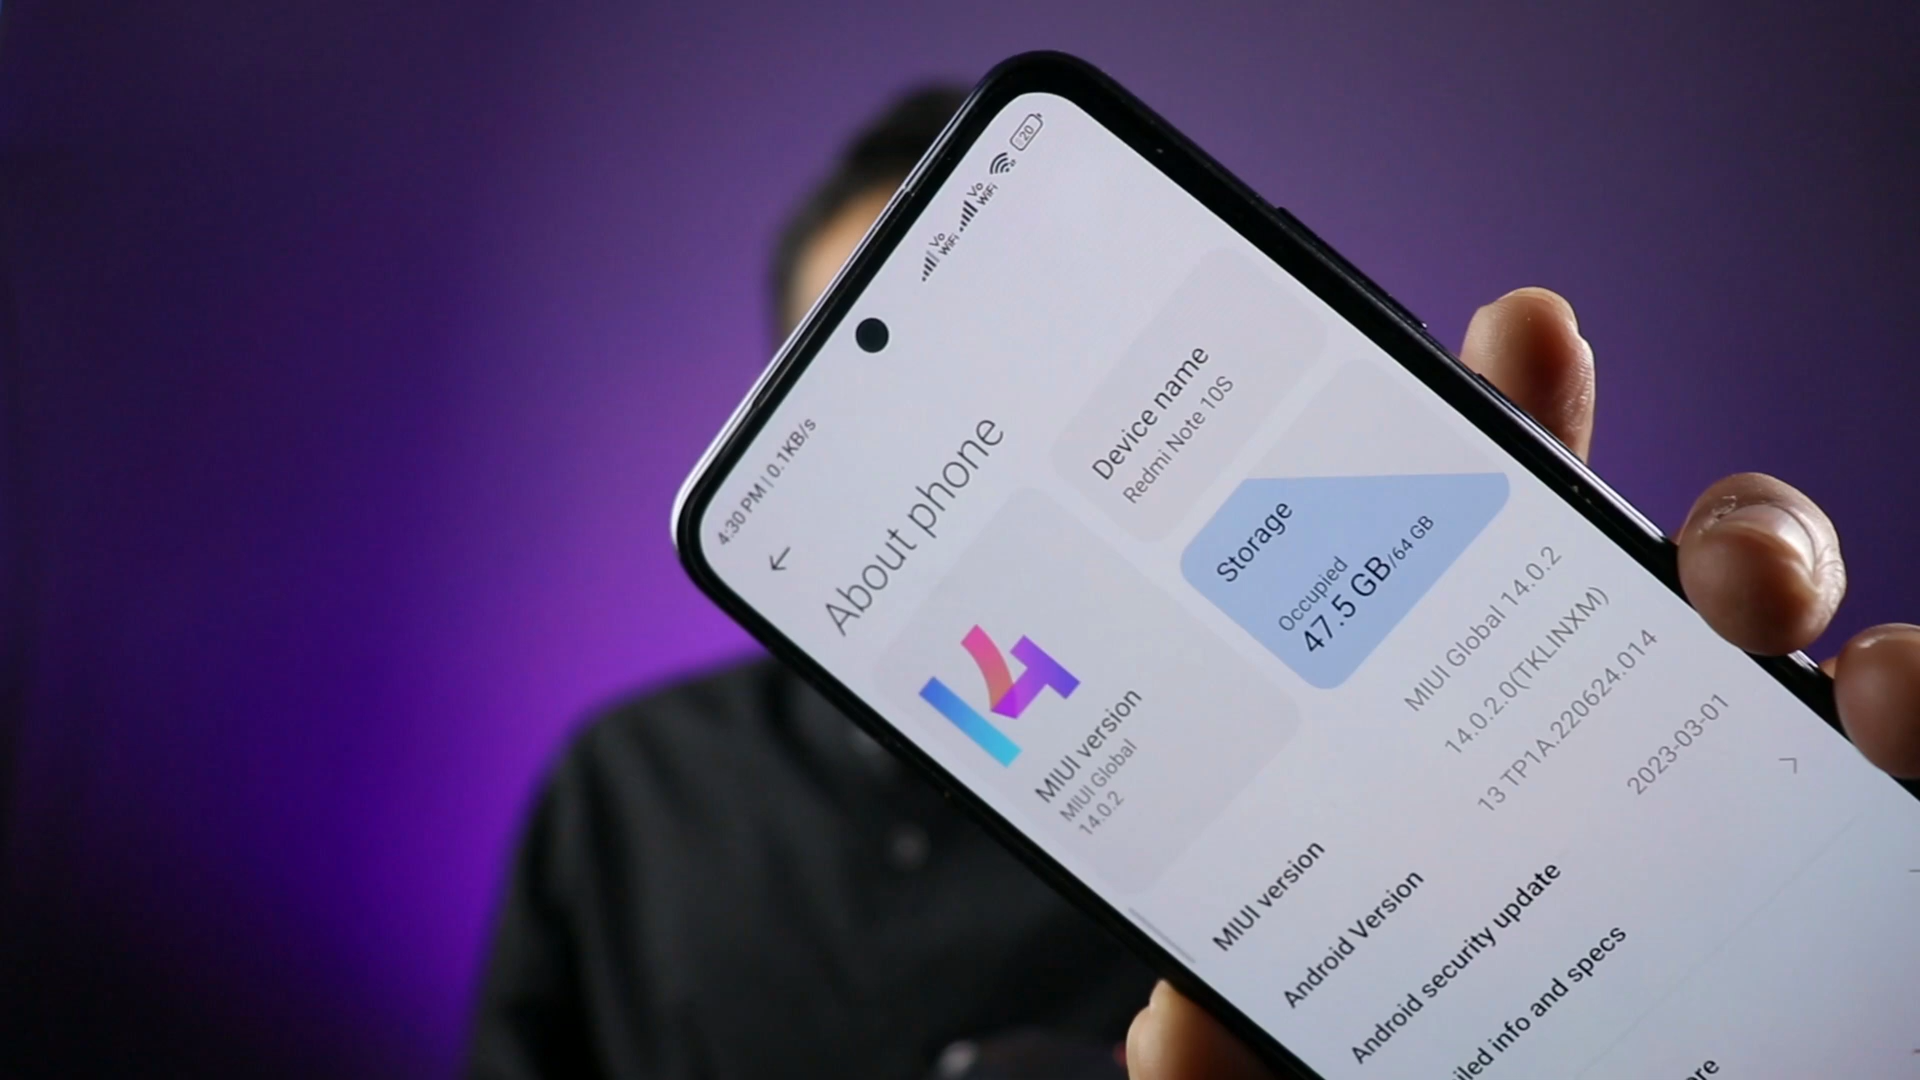 4:30 PM | 0.1KB/s
Vo
WiFi
Vo
WiFi
20
About phone
14
MIUI version
MIUI Global
14.0.2
Device name
Redmi Note 10S
Storage
Occupied
47.5 GB/64 GB
MIUI version
MIUI Global 14.0.2
14.0.2.0(TKLINXM)
Android Version
13 TP1A.220624.014
Android security update
2023-03-01
iled info and specs
re